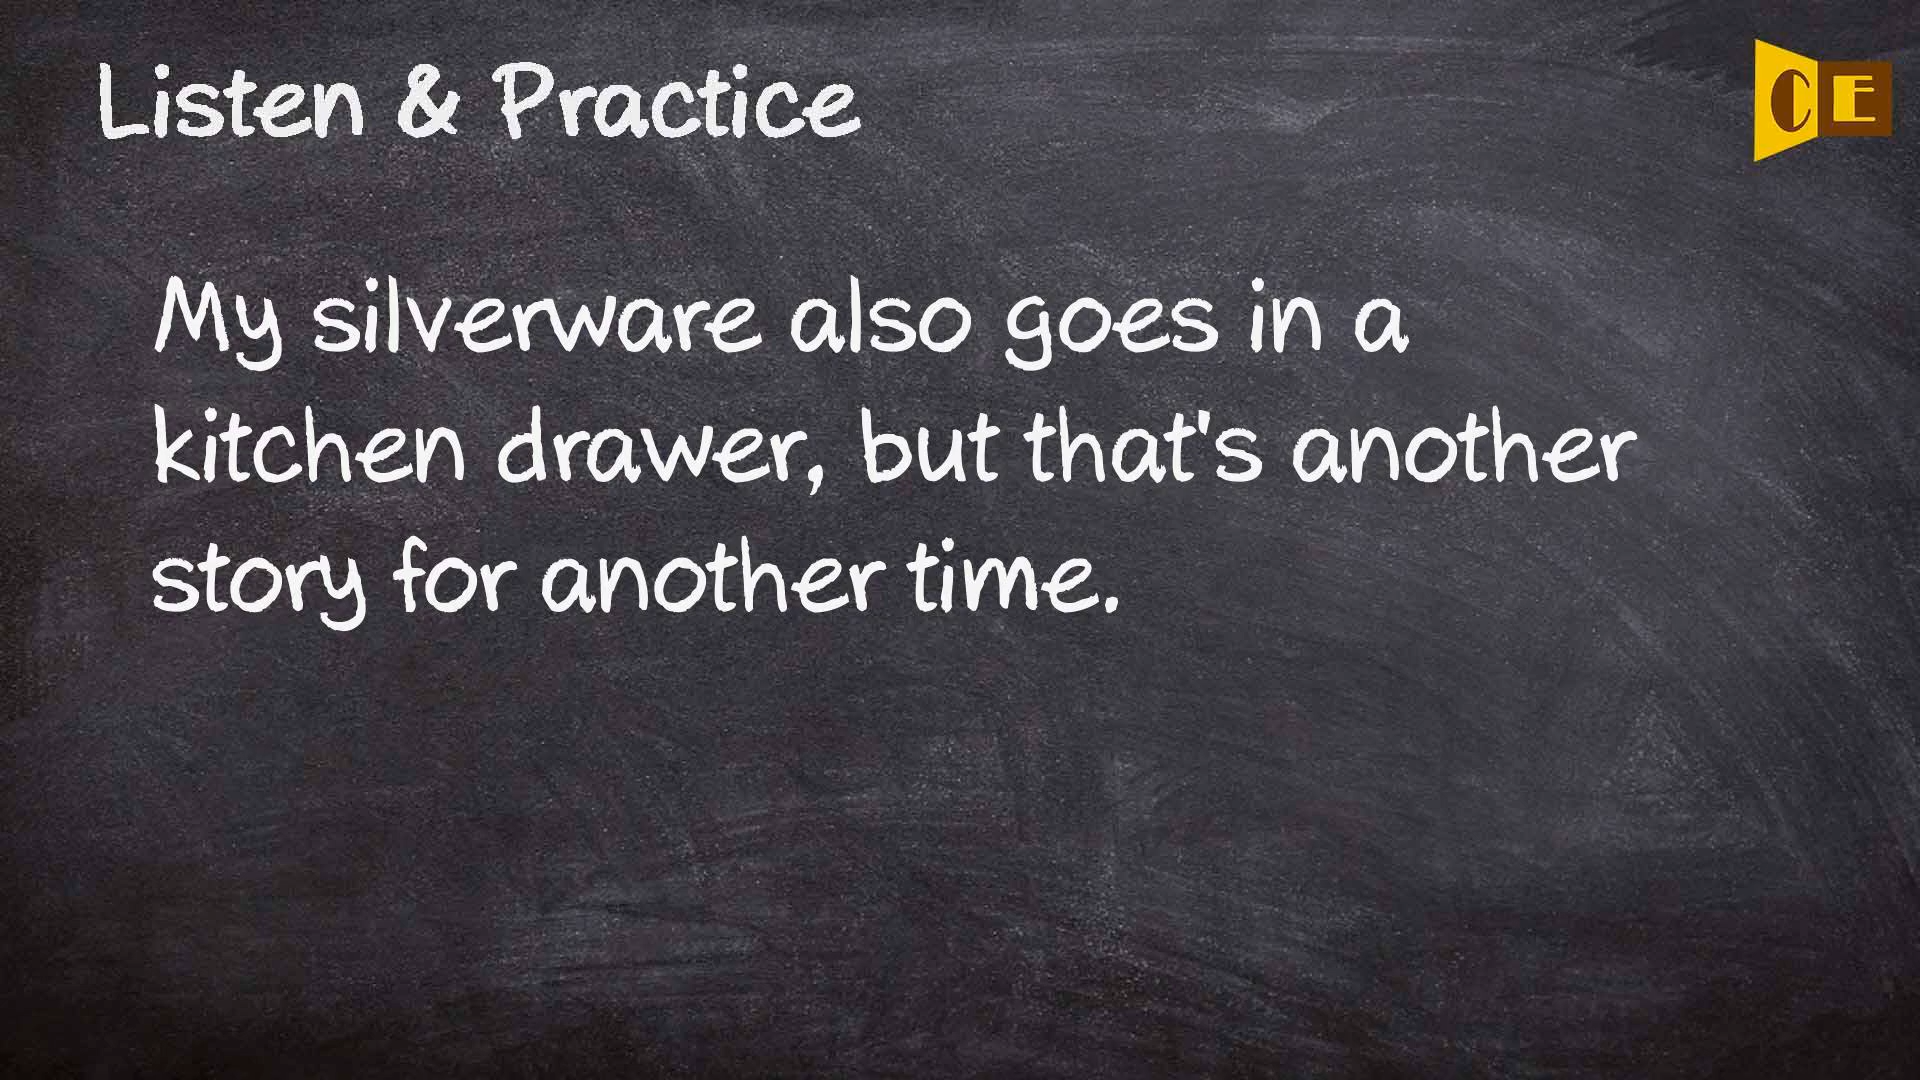 Listen & Practice
CE
My silverware also goes in a
kitchen drawer, but that's another
story for another time.